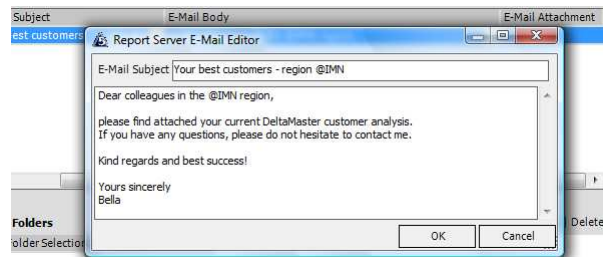 Subject E-Mail Body E-Mail Attachment
est customers
Report Server E-Mail Editor
E-Mail Subject Your best customers - region @IMN
Dear colleagues in the @IMN region,
please find attached your current DeltaMaster customer analysis.
If you have any questions, please do not hesitate to contact me.
Kind regards and best success!
Yours sincerely
Bella
Folders Delete
older Selection
OK Cancel